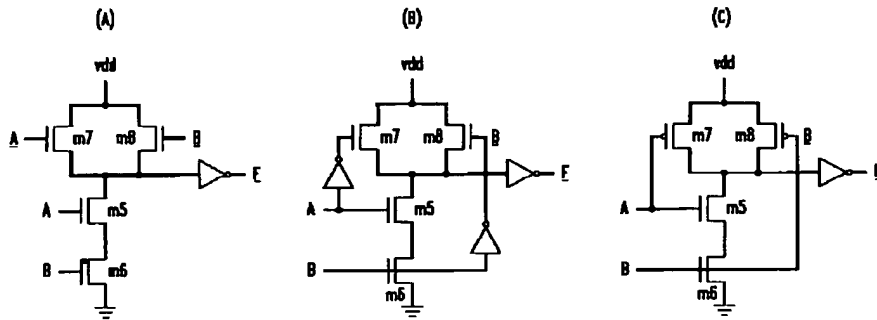 (A) (B) (C)
vdd vdd vdd
A m7 m8 B m7 m8 B m7 m8 B
F F
A m5 A m5 A m5
B m6 B m6 B m6